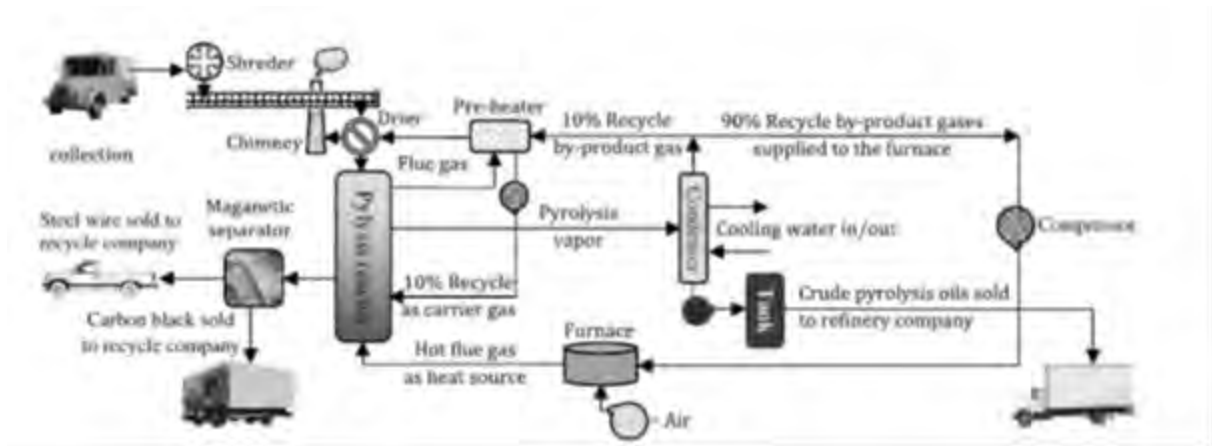 Shreder
collection
Chimney
Drier
Pre-heater
Flue gas
10% Recycle
by-product gas
90% Recycle by-product gases
supplied to the furnace
Pylysis reactor
Pyrolysis
vapor
Condenser
Cooling water in/out
Compressor
Steel wire sold to
recycle company
Maganetic
separator
10% Recycle
as carrier gas
Tank
Crude pyrolysis oils sold
to refinery company
Carbon black sold
to recycle company
Hot flue gas
as heat source
Furnace
Air